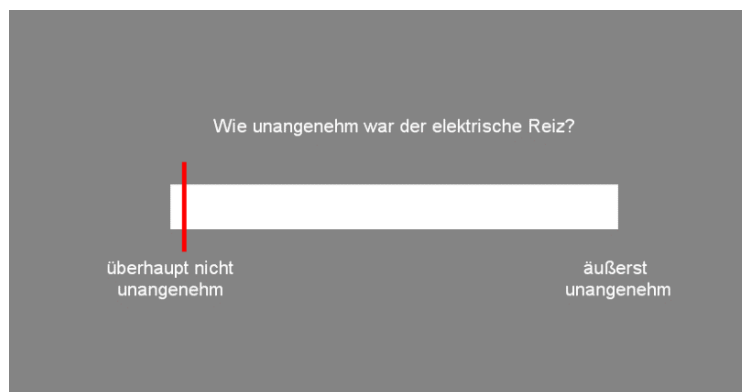 Wie unangenehm war der elektrische Reiz?
überhaupt nicht
unangenehm
äußerst
unangenehm